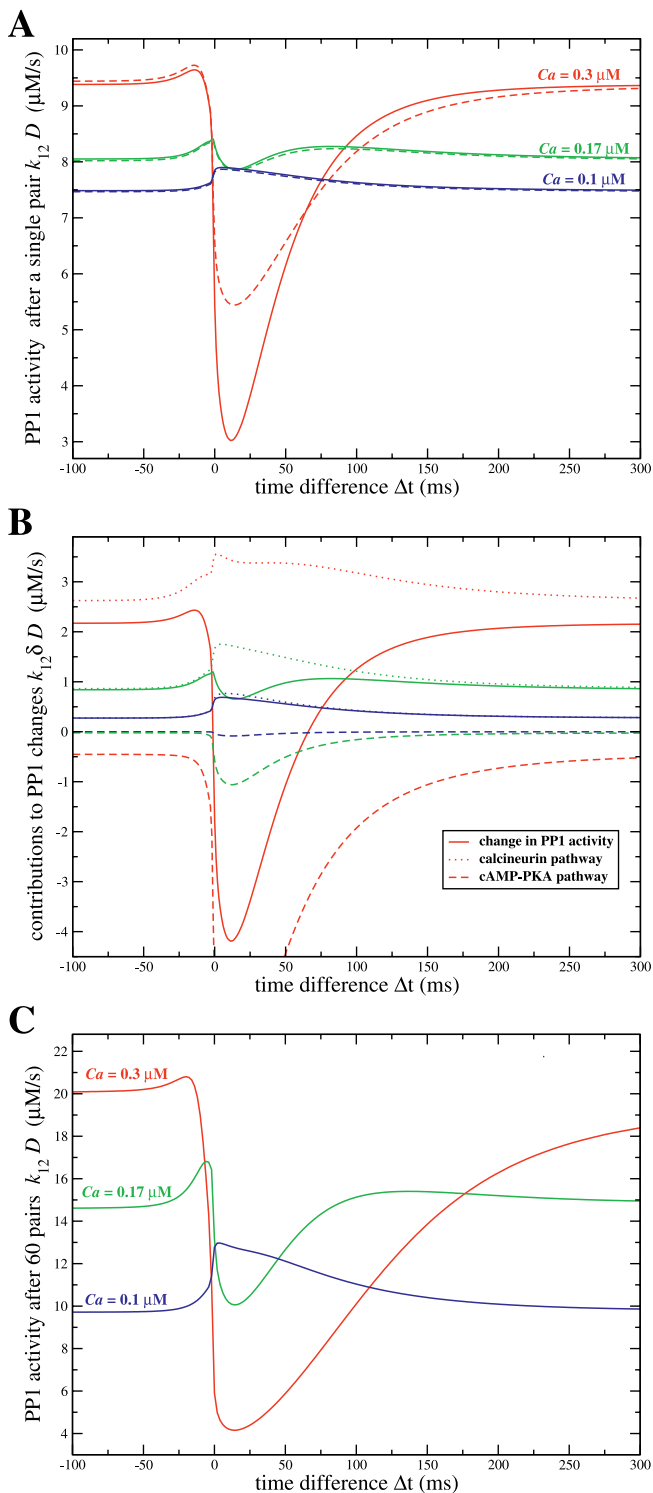 A
PP1 activity after a single pair k12 D (µM/s)
10
9
8
7
6
5
4
3
Ca = 0.3 µM
Ca = 0.17 µM
Ca = 0.1 µM
-100 -50 -25 0 50 100 150 200 250 300
time difference Δt (ms)
B
contributions to PP1 changes k12 δ D (µM/s)
3
2
1
0
-1
-2
-3
-4
change in PP1 activity
calcineurin pathway
cAMP-PKA pathway
-100 -50 -25 0 50 100 150 200 250 300
time difference Δt (ms)
C
PP1 activity after 60 pairs k12 D (µM/s)
22
20
18
16
14
12
10
8
6
4
Ca = 0.3 µM
Ca = 0.17 µM
Ca = 0.1 µM
-100 -50 -25 0 50 100 150 200 250 300
time difference Δt (ms)